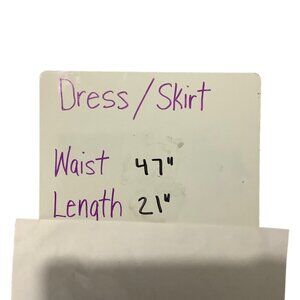 Dress/Skirt
Waist 47"
Length 21"